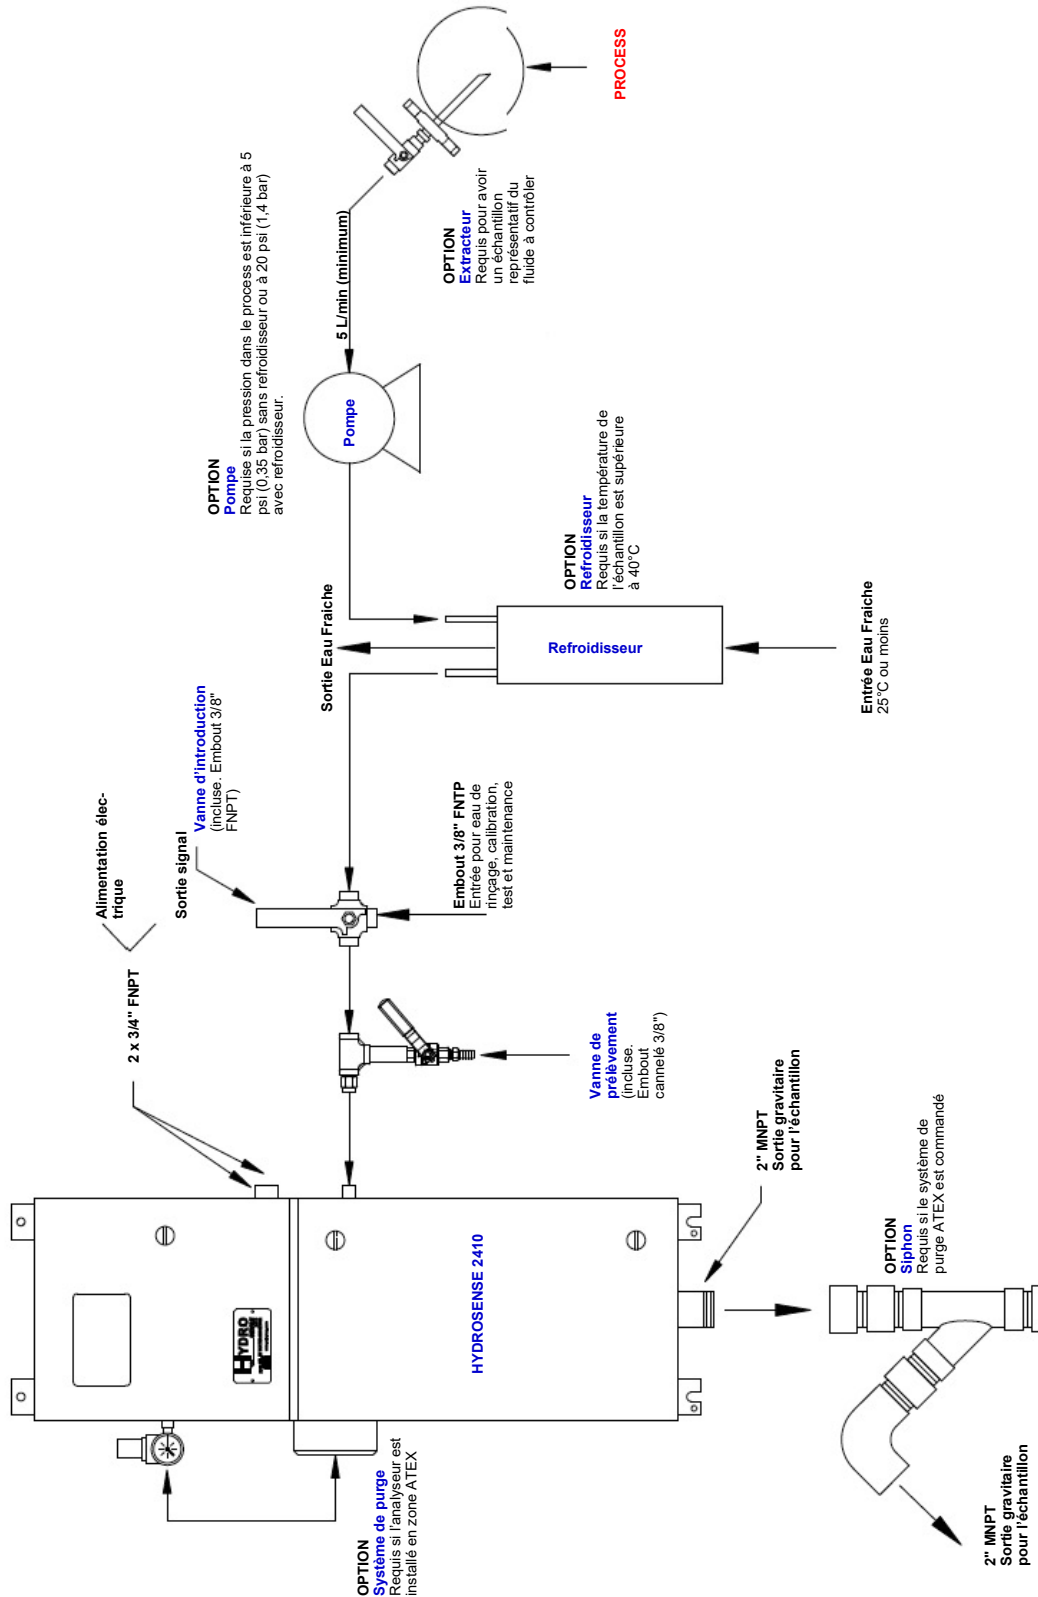 Alimentation élec-
trique
Sortie signal
2 x 3/4" FNPT
Vanne d'introduction
(incluse. Embout 3/8"
FNPT)
OPTION
Pompe
Requise si la pression dans le process est inférieure à 5
psi (0,35 bar) sans refroidisseur ou à 20 psi (1,4 bar)
avec refroidisseur.
Sortie Eau Fraiche
5 L/min (minimum)
Pompe
PROCESS
OPTION
Extracteur
Requis pour avoir
un échantillon
représentatif du
fluide à contrôler
OPTION
Refroidisseur
Requis si la température de
l'échantillon est supérieure
à 40°C
Refroidisseur
Entrée Eau Fraiche
25°C ou moins
Embout 3/8" FNTP
Entrée pour eau de
rinçage, calibration,
test et maintenance
Vanne de
prélèvement
(incluse.
Embout
cannelé 3/8")
HYDRO
HYDROSENSE 2410
OPTION
Système de purge
Requis si l'analyseur est
installé en zone ATEX
2" MNPT
Sortie gravitaire
pour l'échantillon
OPTION
Siphon
Requis si le système de
purge ATEX est commandé
2" MNPT
Sortie gravitaire
pour l'échantillon